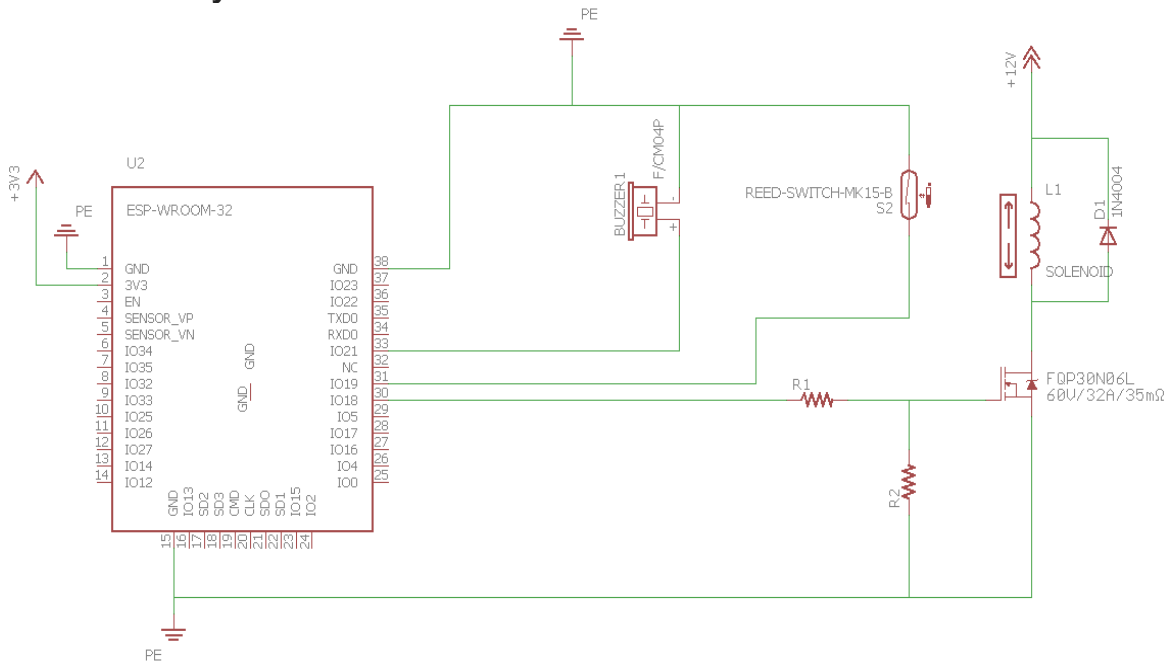 PE
+12V
U2
+3V3
PE
ESP-WROOM-32
F/CM04P
BUZZER1
-
+
REED-SWITCH-MK15-B
S2
L1
D1
1N4004
SOLENOID
1 GND
2 3V3
3 EN
4 SENSOR_VP
5 SENSOR_VN
6 IO34
7 IO35
8 IO32
9 IO33
10 IO25
11 IO26
12 IO27
13 IO14
14 IO12
GND
GND
GND 38
IO23 37
IO22 36
TXD0 35
RXD0 34
IO21 33
NC 32
IO19 31
IO18 30
IO5 29
IO17 28
IO16 27
IO4 26
IO0 25
GND 15
IO13 16
SD2 17
SD3 18
CMD 19
CLK 20
SDO 21
SD1 22
IO15 23
IO2 24
R1
FQP30N06L
60V/32A/35mΩ
R2
PE